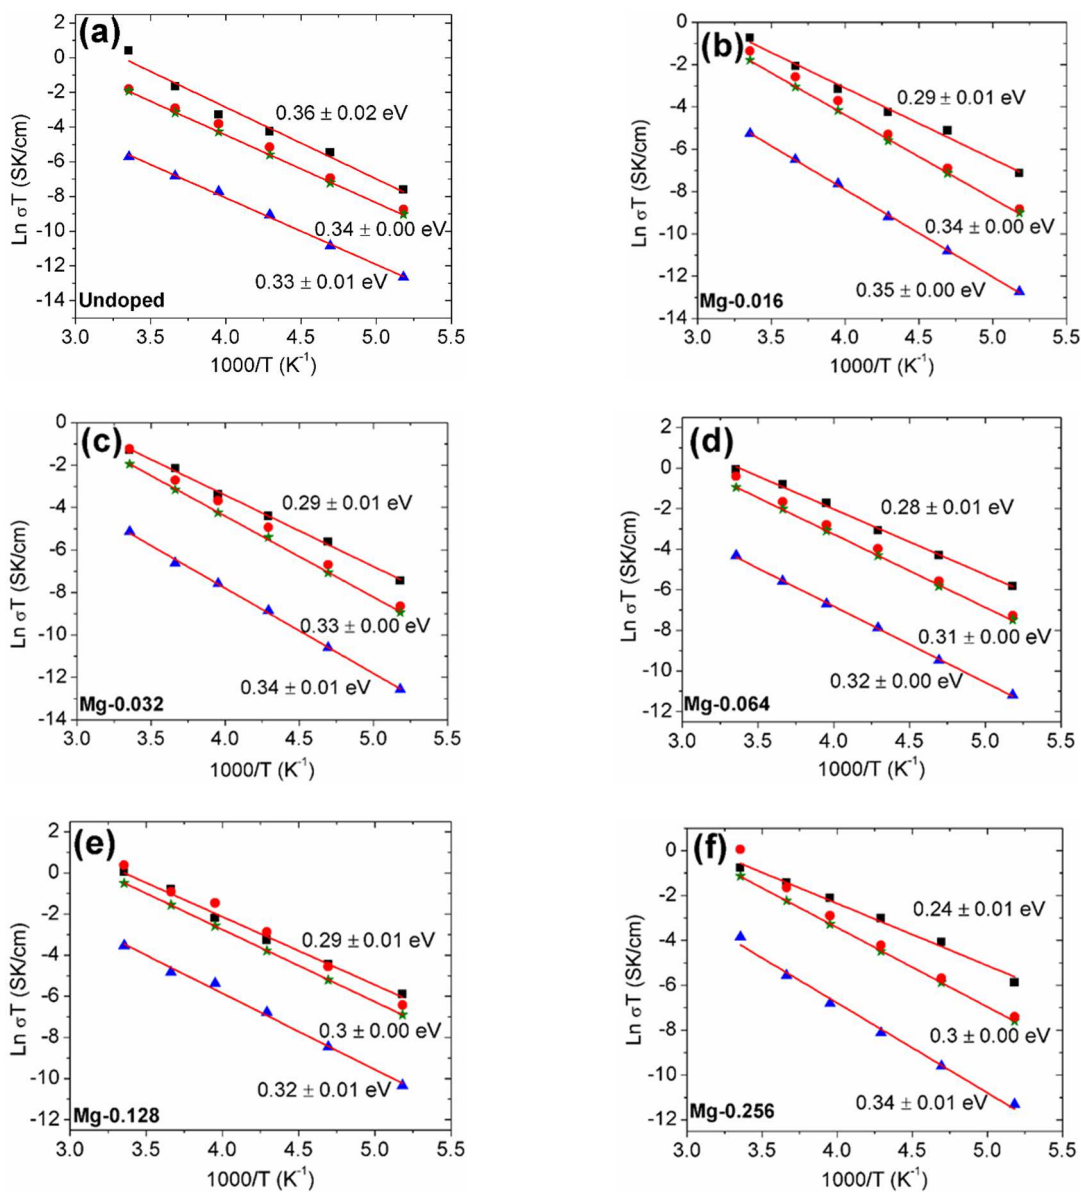 (a)
2
0
-2
-4
-6
-8
-10
-12
-14
Ln σT (SK/cm)
0.36 ± 0.02 eV
0.34 ± 0.00 eV
0.33 ± 0.01 eV
Undoped
3.0 3.5 4.0 4.5 5.0 5.5
1000/T (K⁻¹)
(b)
0
-2
-4
-6
-8
-10
-12
-14
Ln σT (SK/cm)
0.29 ± 0.01 eV
0.34 ± 0.00 eV
0.35 ± 0.00 eV
Mg-0.016
3.0 3.5 4.0 4.5 5.0 5.5
1000/T (K⁻¹)
(c)
0
-2
-4
-6
-8
-10
-12
-14
Ln σT (SK/cm)
0.29 ± 0.01 eV
0.33 ± 0.00 eV
0.34 ± 0.01 eV
Mg-0.032
3.0 3.5 4.0 4.5 5.0 5.5
1000/T (K⁻¹)
(d)
2
0
-2
-4
-6
-8
-10
-12
Ln σT (SK/cm)
0.28 ± 0.01 eV
0.31 ± 0.00 eV
0.32 ± 0.00 eV
Mg-0.064
3.0 3.5 4.0 4.5 5.0 5.5
1000/T (K⁻¹)
(e)
2
0
-2
-4
-6
-8
-10
-12
Ln σT (SK/cm)
0.29 ± 0.01 eV
0.3 ± 0.00 eV
0.32 ± 0.01 eV
Mg-0.128
3.0 3.5 4.0 4.5 5.0 5.5
1000/T (K⁻¹)
(f)
0
-2
-4
-6
-8
-10
-12
Ln σT (SK/cm)
0.24 ± 0.01 eV
0.3 ± 0.00 eV
0.34 ± 0.01 eV
Mg-0.256
3.0 3.5 4.0 4.5 5.0 5.5
1000/T (K⁻¹)